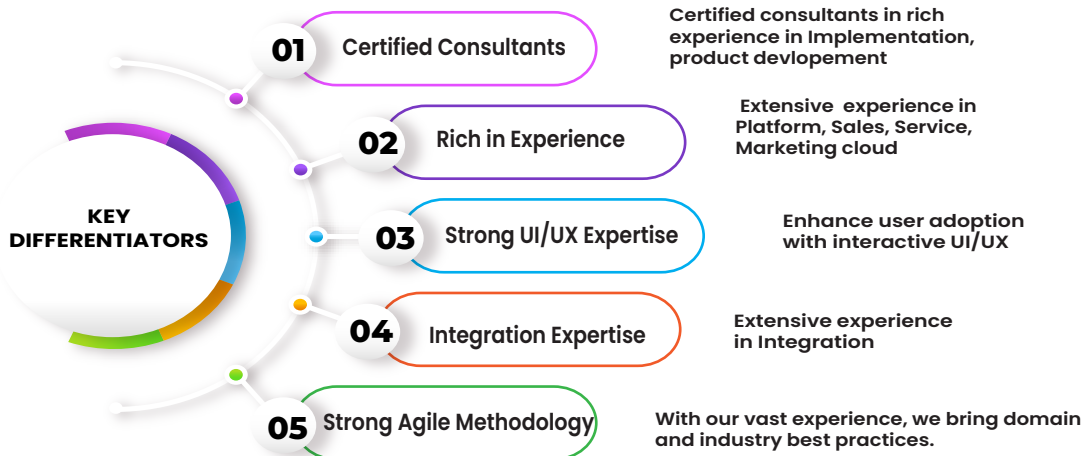 KEY
DIFFERENTIATORS
01
Certified Consultants
Certified consultants in rich
experience in Implementation,
product devlopement
02
Rich in Experience
Extensive experience in
Platform, Sales, Service,
Marketing cloud
03
Strong UI/UX Expertise
Enhance user adoption
with interactive UI/UX
04
Integration Expertise
Extensive experience
in Integration
05
Strong Agile Methodology
With our vast experience, we bring domain
and industry best practices.